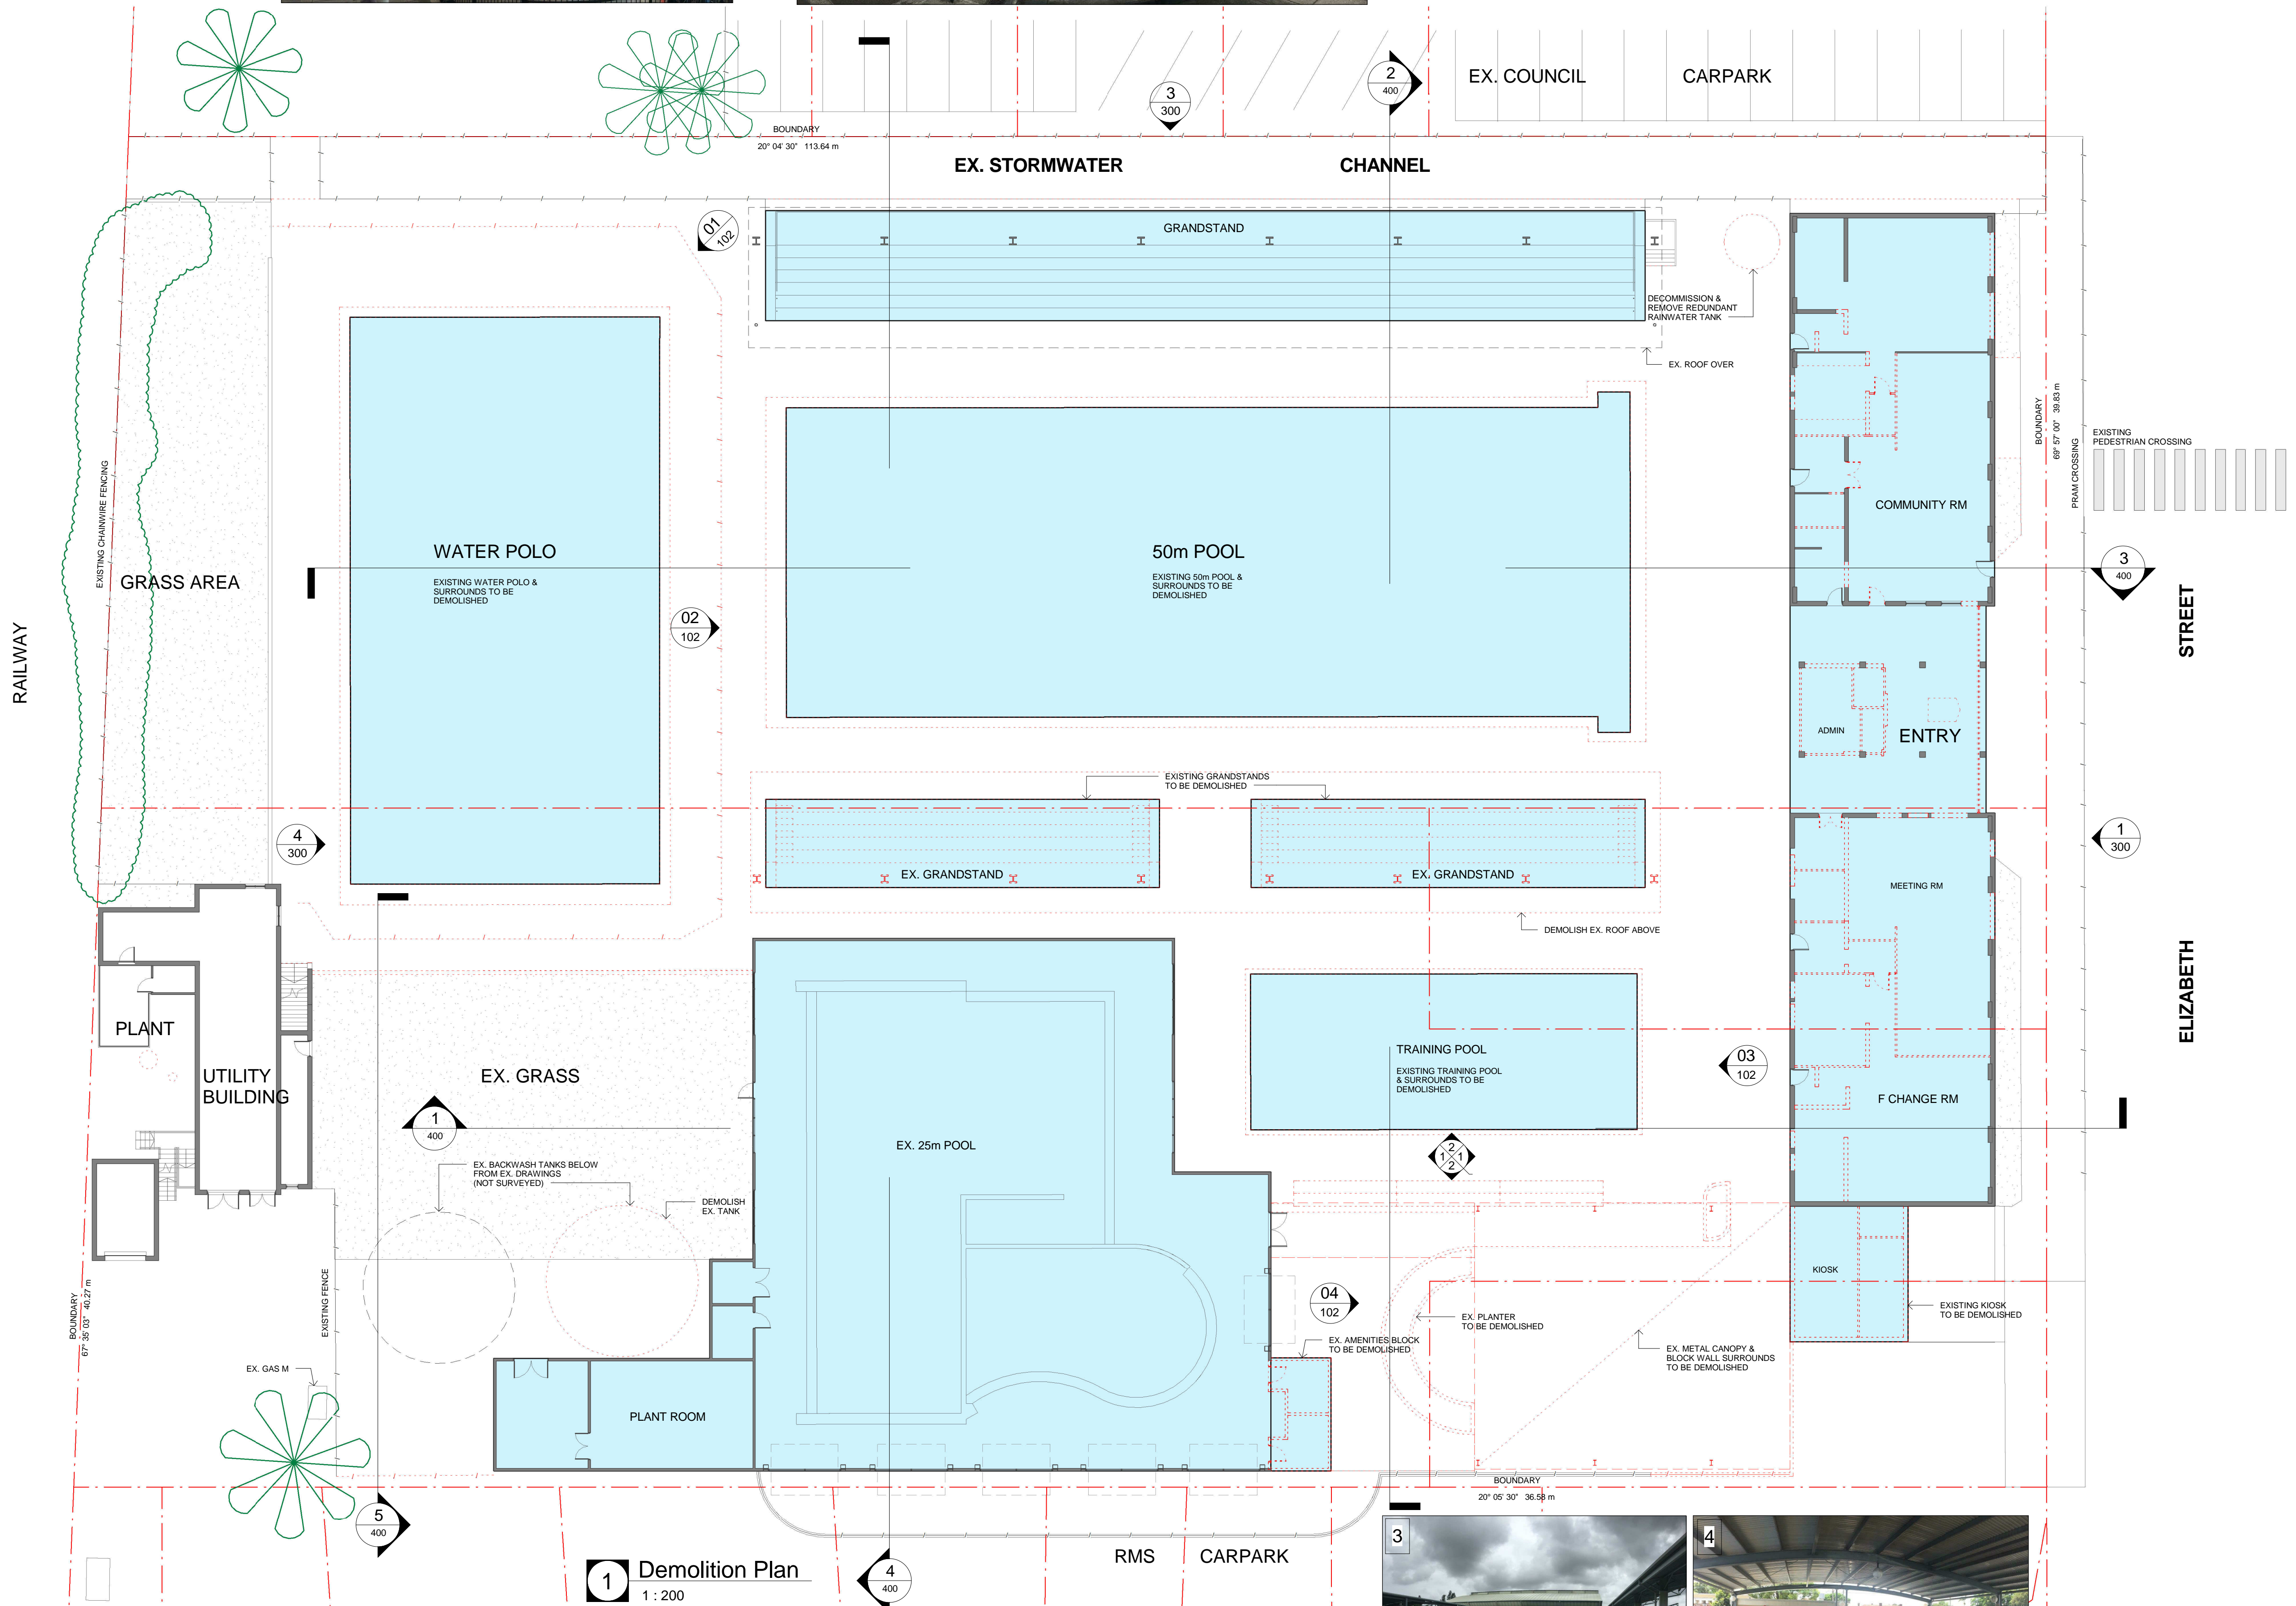 EX. COUNCIL CARPARK
2
400
3
300
BOUNDARY
20° 04' 30" 113.64 m
EX. STORMWATER CHANNEL
01
102
GRANDSTAND
DECOMMISSION &
REMOVE REDUNDANT
RAINWATER TANK
EX. ROOF OVER
BOUNDARY
69° 57' 00" 39.83 m
PRAM CROSSING
EXISTING
PEDESTRIAN CROSSING
EXISTING CHAINWIRE FENCING
GRASS AREA
RAILWAY
WATER POLO
EXISTING WATER POLO &
SURROUNDS TO BE
DEMOLISHED
02
102
50m POOL
EXISTING 50m POOL &
SURROUNDS TO BE
DEMOLISHED
COMMUNITY RM
3
400
STREET
ADMIN
ENTRY
EXISTING GRANDSTANDS
TO BE DEMOLISHED
4
300
EX. GRANDSTAND
EX. GRANDSTAND
1
300
MEETING RM
DEMOLISH EX. ROOF ABOVE
ELIZABETH
PLANT
UTILITY
BUILDING
EX. GRASS
1
400
EX. 25m POOL
TRAINING POOL
EXISTING TRAINING POOL
& SURROUNDS TO BE
DEMOLISHED
03
102
F CHANGE RM
2
1 1
2
EX. BACKWASH TANKS BELOW
FROM EX. DRAWINGS
(NOT SURVEYED)
DEMOLISH
EX. TANK
KIOSK
BOUNDARY
67° 35' 03" 40.27 m
EXISTING FENCE
04
102
EX. PLANTER
TO BE DEMOLISHED
EXISTING KIOSK
TO BE DEMOLISHED
EX. AMENITIES BLOCK
TO BE DEMOLISHED
EX. METAL CANOPY &
BLOCK WALL SURROUNDS
TO BE DEMOLISHED
EX. GAS M
PLANT ROOM
BOUNDARY
20° 05' 30" 36.58 m
5
400
3
4
RMS CARPARK
1
Demolition Plan
1 : 200
4
400